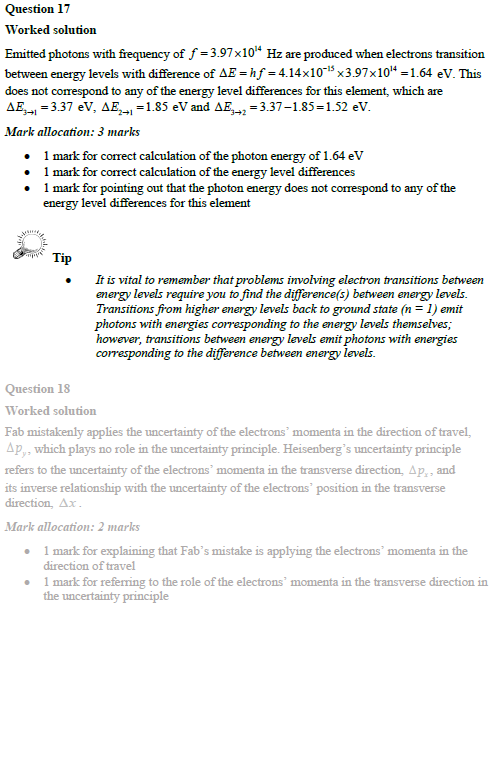 Question 17
Worked solution
Emitted photons with frequency of f = 3.97×10¹⁴ Hz are produced when electrons transition
between energy levels with difference of ΔE = hf = 4.14×10⁻¹⁵ ×3.97×10¹⁴ = 1.64 eV. This
does not correspond to any of the energy level differences for this element, which are
ΔE₃→₁ = 3.37 eV, ΔE₂→₁ = 1.85 eV and ΔE₃→₂ = 3.37−1.85 = 1.52 eV.
Mark allocation: 3 marks
• 1 mark for correct calculation of the photon energy of 1.64 eV
• 1 mark for correct calculation of the energy level differences
• 1 mark for pointing out that the photon energy does not correspond to any of the
energy level differences for this element
Tip
• It is vital to remember that problems involving electron transitions between
energy levels require you to find the difference(s) between energy levels.
Transitions from higher energy levels back to ground state (n = 1) emit
photons with energies corresponding to the energy levels themselves;
however, transitions between energy levels emit photons with energies
corresponding to the difference between energy levels.
Question 18
Worked solution
Fab mistakenly applies the uncertainty of the electrons’ momenta in the direction of travel,
Δpᵧ, which plays no role in the uncertainty principle. Heisenberg’s uncertainty principle
refers to the uncertainty of the electrons’ momenta in the transverse direction, Δpₓ, and
its inverse relationship with the uncertainty of the electrons’ position in the transverse
direction, Δx.
Mark allocation: 2 marks
• 1 mark for explaining that Fab’s mistake is applying the electrons’ momenta in the
direction of travel
• 1 mark for referring to the role of the electrons’ momenta in the transverse direction in
the uncertainty principle